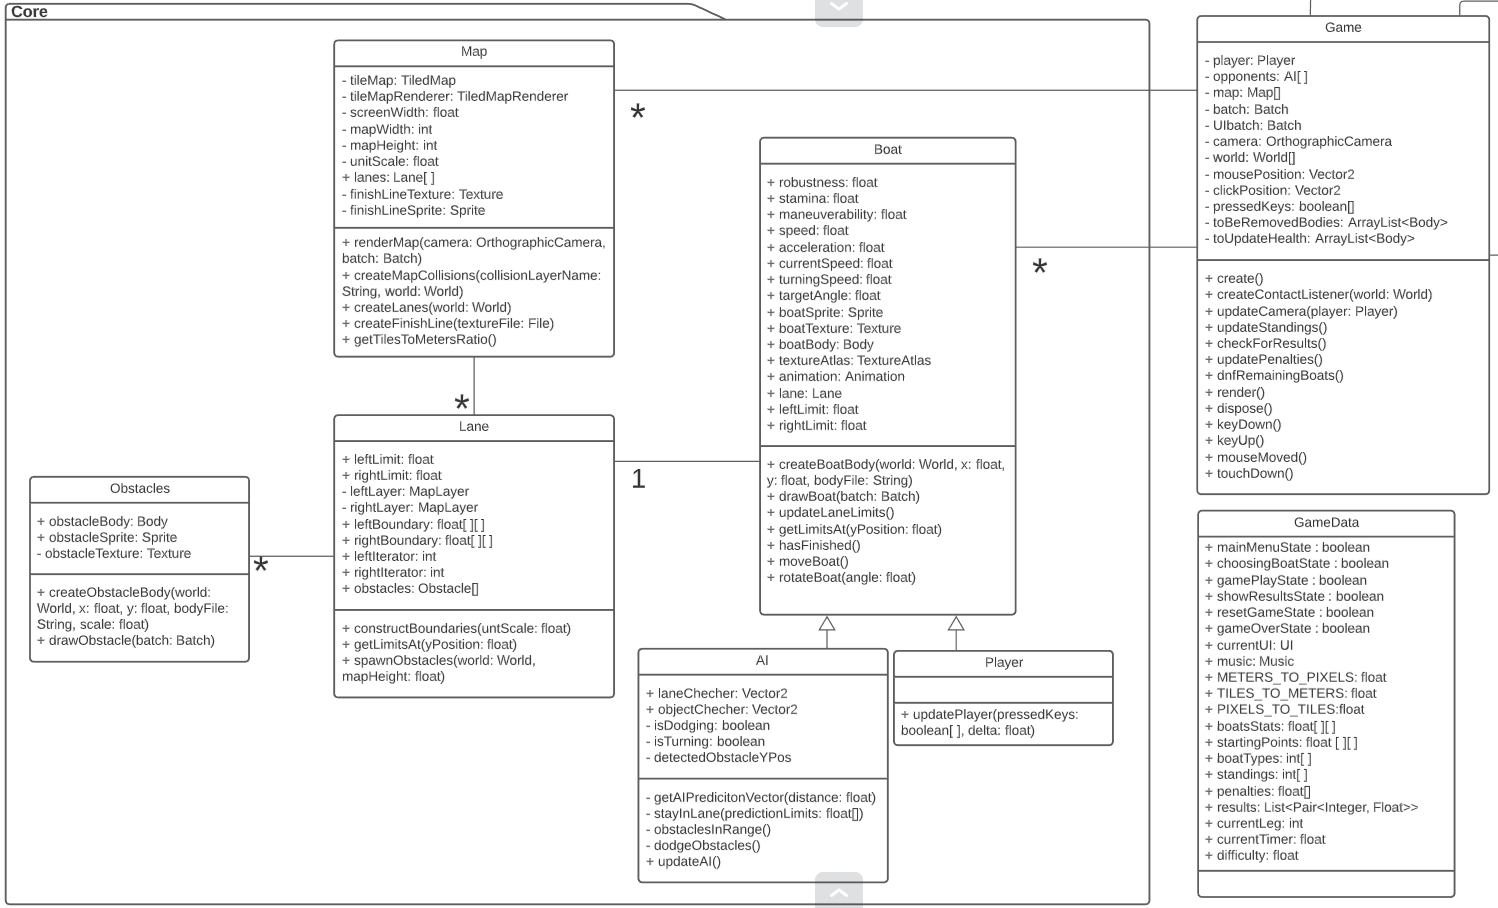 Core
Map
- tileMap: TiledMap
- tileMapRenderer: TiledMapRenderer
- screenWidth: float
- mapWidth: int
- mapHeight: int
- unitScale: float
+ lanes: Lane[ ]
- finishLineTexture: Texture
- finishLineSprite: Sprite
+ renderMap(camera: OrthographicCamera,
batch: Batch)
+ createMapCollisions(collisionLayerName:
String, world: World)
+ createLanes(world: World)
+ createFinishLine(textureFile: File)
+ getTilesToMetersRatio()
*
*
Lane
+ leftLimit: float
+ rightLimit: float
- leftLayer: MapLayer
- rightLayer: MapLayer
+ leftBoundary: float[ ][ ]
+ rightBoundary: float[ ][ ]
+ leftIterator: int
+ rightIterator: int
+ obstacles: Obstacle[]
+ constructBoundaries(untScale: float)
+ getLimitsAt(yPosition: float)
+ spawnObstacles(world: World,
mapHeight: float)
1
Obstacles
+ obstacleBody: Body
+ obstacleSprite: Sprite
- obstacleTexture: Texture
+ createObstacleBody(world:
World, x: float, y: float, bodyFile:
String, scale: float)
+ drawObstacle(batch: Batch)
*
Boat
+ robustness: float
+ stamina: float
+ maneuverability: float
+ speed: float
+ acceleration: float
+ currentSpeed: float
+ turningSpeed: float
+ targetAngle: float
+ boatSprite: Sprite
+ boatTexture: Texture
+ boatBody: Body
+ textureAtlas: TextureAtlas
+ animation: Animation
+ lane: Lane
+ leftLimit: float
+ rightLimit: float
+ createBoatBody(world: World, x: float,
y: float, bodyFile: String)
+ drawBoat(batch: Batch)
+ updateLaneLimits()
+ getLimitsAt(yPosition: float)
+ hasFinished()
+ moveBoat()
+ rotateBoat(angle: float)
*
AI
+ laneChecher: Vector2
+ objectChecher: Vector2
- isDodging: boolean
- isTurning: boolean
- detectedObstacleYPos
- getAIPredicitonVector(distance: float)
- stayInLane(predictionLimits: float[])
- obstaclesInRange()
- dodgeObstacles()
+ updateAI()
Player
+ updatePlayer(pressedKeys:
boolean[ ], delta: float)
Game
- player: Player
- opponents: AI[ ]
- map: Map[]
- batch: Batch
- UIbatch: Batch
- camera: OrthographicCamera
- world: World[]
- mousePosition: Vector2
- clickPosition: Vector2
- pressedKeys: boolean[]
- toBeRemovedBodies: ArrayList<Body>
- toUpdateHealth: ArrayList<Body>
+ create()
+ createContactListener(world: World)
+ updateCamera(player: Player)
+ updateStandings()
+ checkForResults()
+ updatePenalties()
+ dnfRemainingBoats()
+ render()
+ dispose()
+ keyDown()
+ keyUp()
+ mouseMoved()
+ touchDown()
GameData
+ mainMenuState : boolean
+ choosingBoatState : boolean
+ gamePlayState : boolean
+ showResultsState : boolean
+ resetGameState : boolean
+ gameOverState : boolean
+ currentUI: UI
+ music: Music
+ METERS_TO_PIXELS: float
+ TILES_TO_METERS: float
+ PIXELS_TO_TILES:float
+ boatsStats: float[ ][ ]
+ startingPoints: float [ ][ ]
+ boatTypes: int[ ]
+ standings: int[ ]
+ penalties: float[]
+ results: List<Pair<Integer, Float>>
+ currentLeg: int
+ currentTimer: float
+ difficulty: float